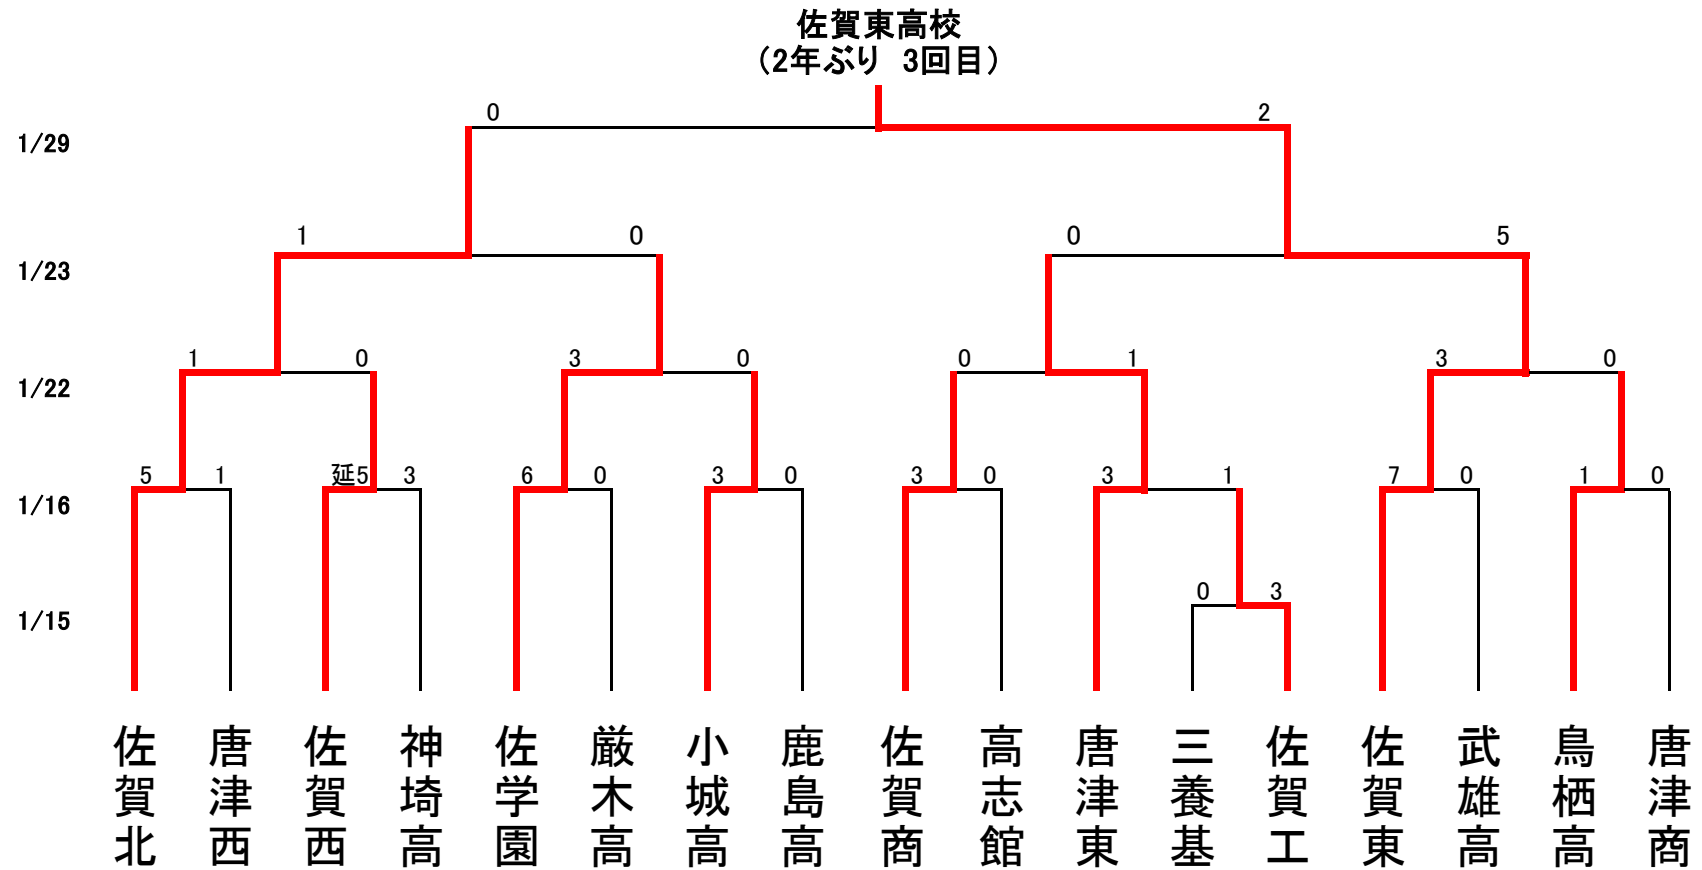 佐賀東高校
（2年ぶり　3回目）
0 2
1/29
1 0 0 5
1/23
1 0 3 0 0 1 3 0
1/22
5 1 延5 3 6 0 3 0 3 0 3 1 7 0 1 0
1/16
0 3
1/15
佐賀北
唐津西
佐賀西
神埼高
佐学園
厳木高
小城高
鹿島高
佐賀商
高志館
唐津東
三養基
佐賀工
佐賀東
武雄高
鳥栖高
唐津商